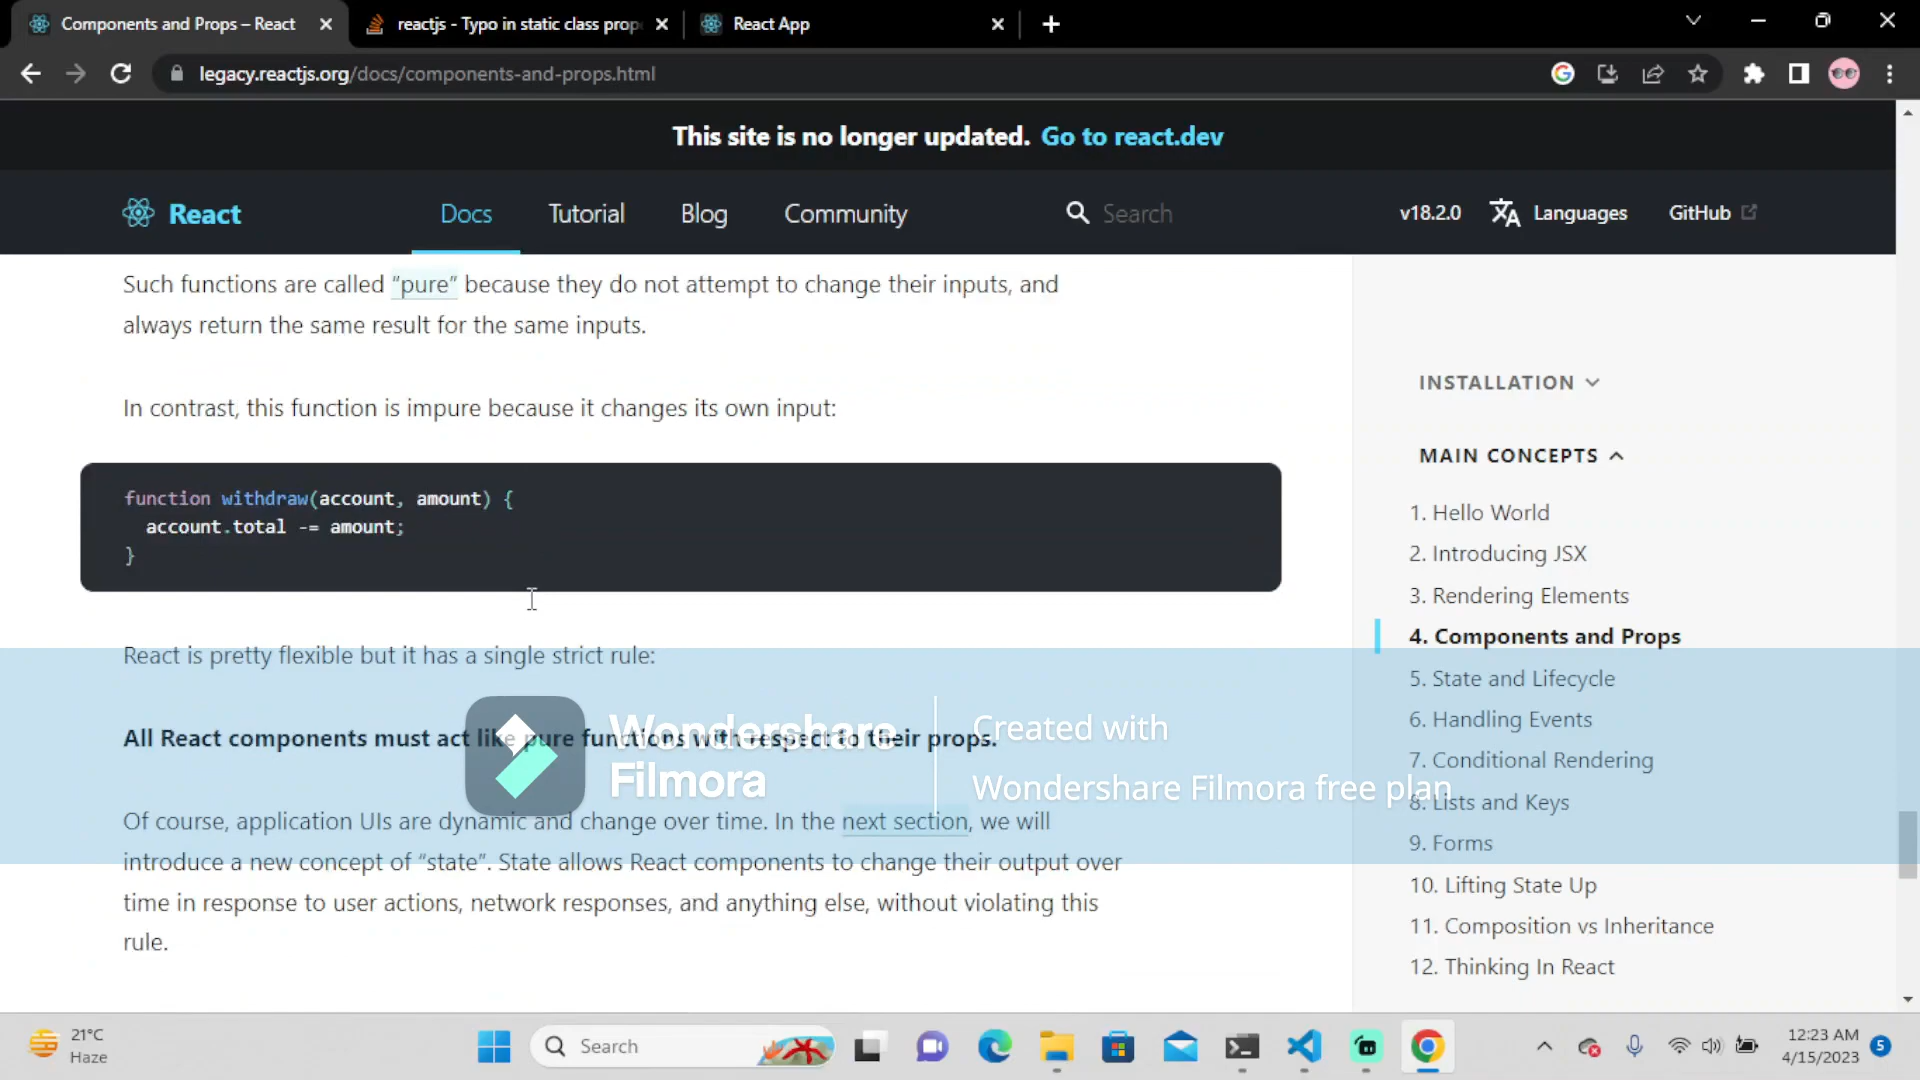 Components and Props – React
reactjs - Typo in static class prop
React App
legacy.reactjs.org/docs/components-and-props.html
This site is no longer updated. Go to react.dev
React
Docs
Tutorial
Blog
Community
Search
v18.2.0
Languages
GitHub
Such functions are called “pure” because they do not attempt to change their inputs, and
always return the same result for the same inputs.
In contrast, this function is impure because it changes its own input:
function withdraw(account, amount) {
account.total -= amount;
}
React is pretty flexible but it has a single strict rule:
All React components must act like pure functions with respect to their props.
Wondershare
Filmora
Created with
Wondershare Filmora free plan
Of course, application UIs are dynamic and change over time. In the next section, we will
introduce a new concept of “state”. State allows React components to change their output over
time in response to user actions, network responses, and anything else, without violating this
rule.
INSTALLATION
MAIN CONCEPTS
1. Hello World
2. Introducing JSX
3. Rendering Elements
4. Components and Props
5. State and Lifecycle
6. Handling Events
7. Conditional Rendering
8. Lists and Keys
9. Forms
10. Lifting State Up
11. Composition vs Inheritance
12. Thinking In React
21°C
Haze
Search
12:23 AM
4/15/2023
5